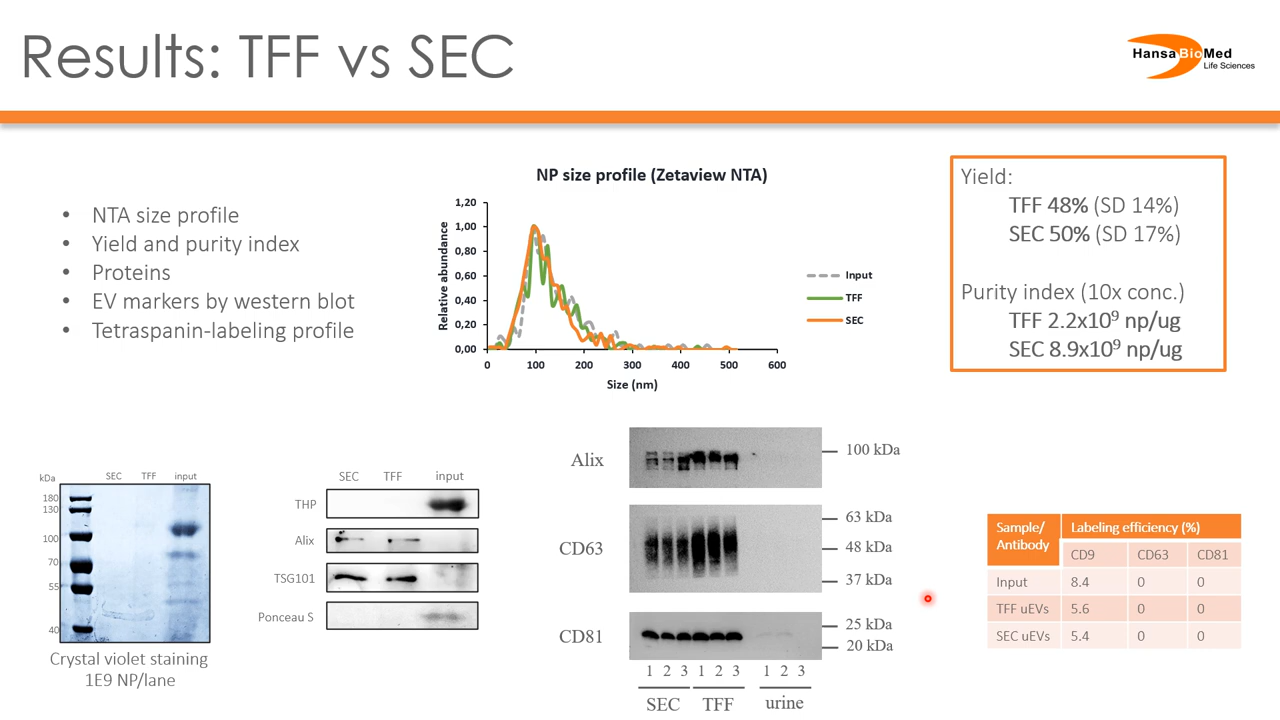 Results: TFF vs SEC
HansaBioMed
Life Sciences
• NTA size profile
• Yield and purity index
• Proteins
• EV markers by western blot
• Tetraspanin-labeling profile
NP size profile (Zetaview NTA)
Relative abundance
1,20
1,00
0,80
0,60
0,40
0,20
0,00
0 100 200 300 400 500 600
Size (nm)
Input
TFF
SEC
Yield:
TFF 48% (SD 14%)
SEC 50% (SD 17%)
Purity index (10x conc.)
TFF 2.2x10⁹ np/ug
SEC 8.9x10⁹ np/ug
kDa SEC TFF input
180
130
100
70
55
40
Crystal violet staining
1E9 NP/lane
SEC TFF input
THP
Alix
TSG101
Ponceau S
Alix
100 kDa
CD63
63 kDa
48 kDa
37 kDa
CD81
25 kDa
20 kDa
1 2 3 1 2 3 1 2 3
SEC TFF urine
Sample/ Antibody Labeling efficiency (%)
CD9 CD63 CD81
Input 8.4 0 0
TFF uEVs 5.6 0 0
SEC uEVs 5.4 0 0